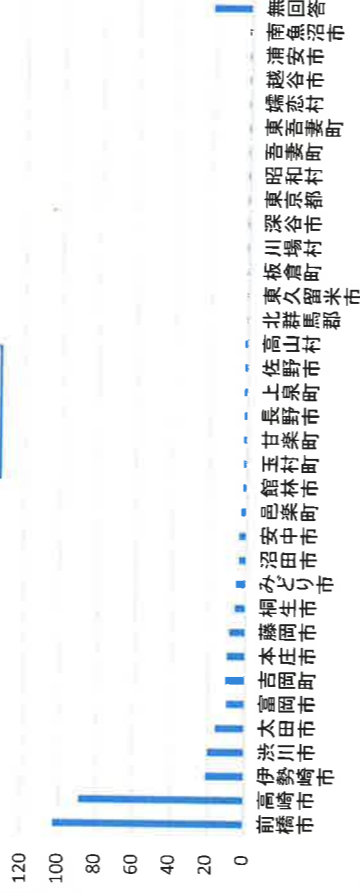 120
100
80
60
40
20
0
前橋市
高崎市
伊勢崎市
渋川市
太田市
富岡市
吉岡町
本庄市
藤岡市
桐生市
みどり市
沼田市
安中市
邑楽町
館林市
玉村町
甘楽町
長野市
上泉町
佐野市
高山村
北群馬郡
東久留米市
板倉町
川場村
深谷市
東京都
昭和村
吾妻町
東吾妻町
嬬恋村
越谷市
浦安市
南魚沼市
無回答